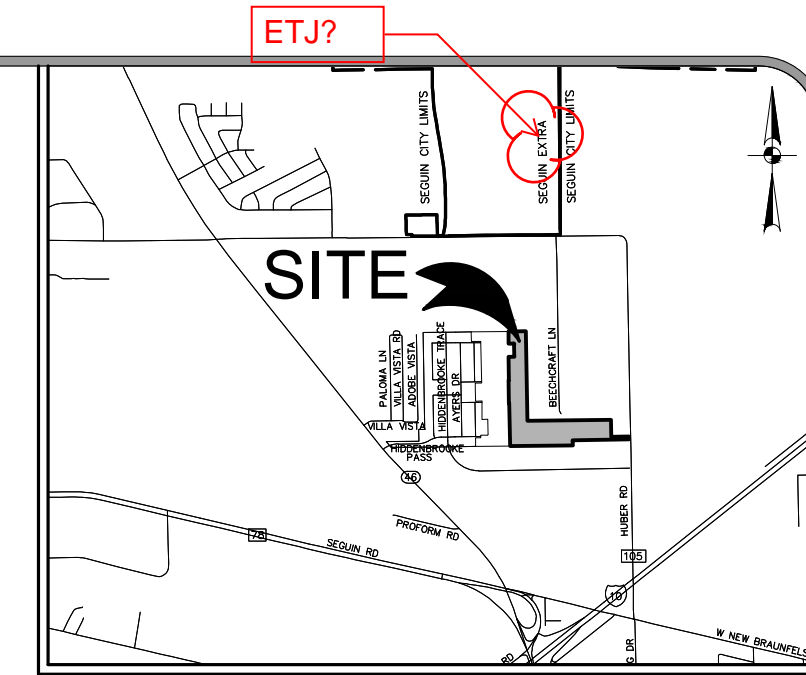 ETJ?
SEGUIN CITY LIMITS
SEGUIN EXTRA
SEGUIN CITY LIMITS
SITE
PALOMA LN
VILLA VISTA RD
ADOBE VISTA
HIDDENBROOKE TRACE
AYERS DR
BEECHCRAFT LN
VILLA VISTA
HIDDENBROOKE
PASS
46
PROFORM RD
HUBER RD
78
SEGUIN RD
105
10
W NEW BRAUNFELS
RD
G DR